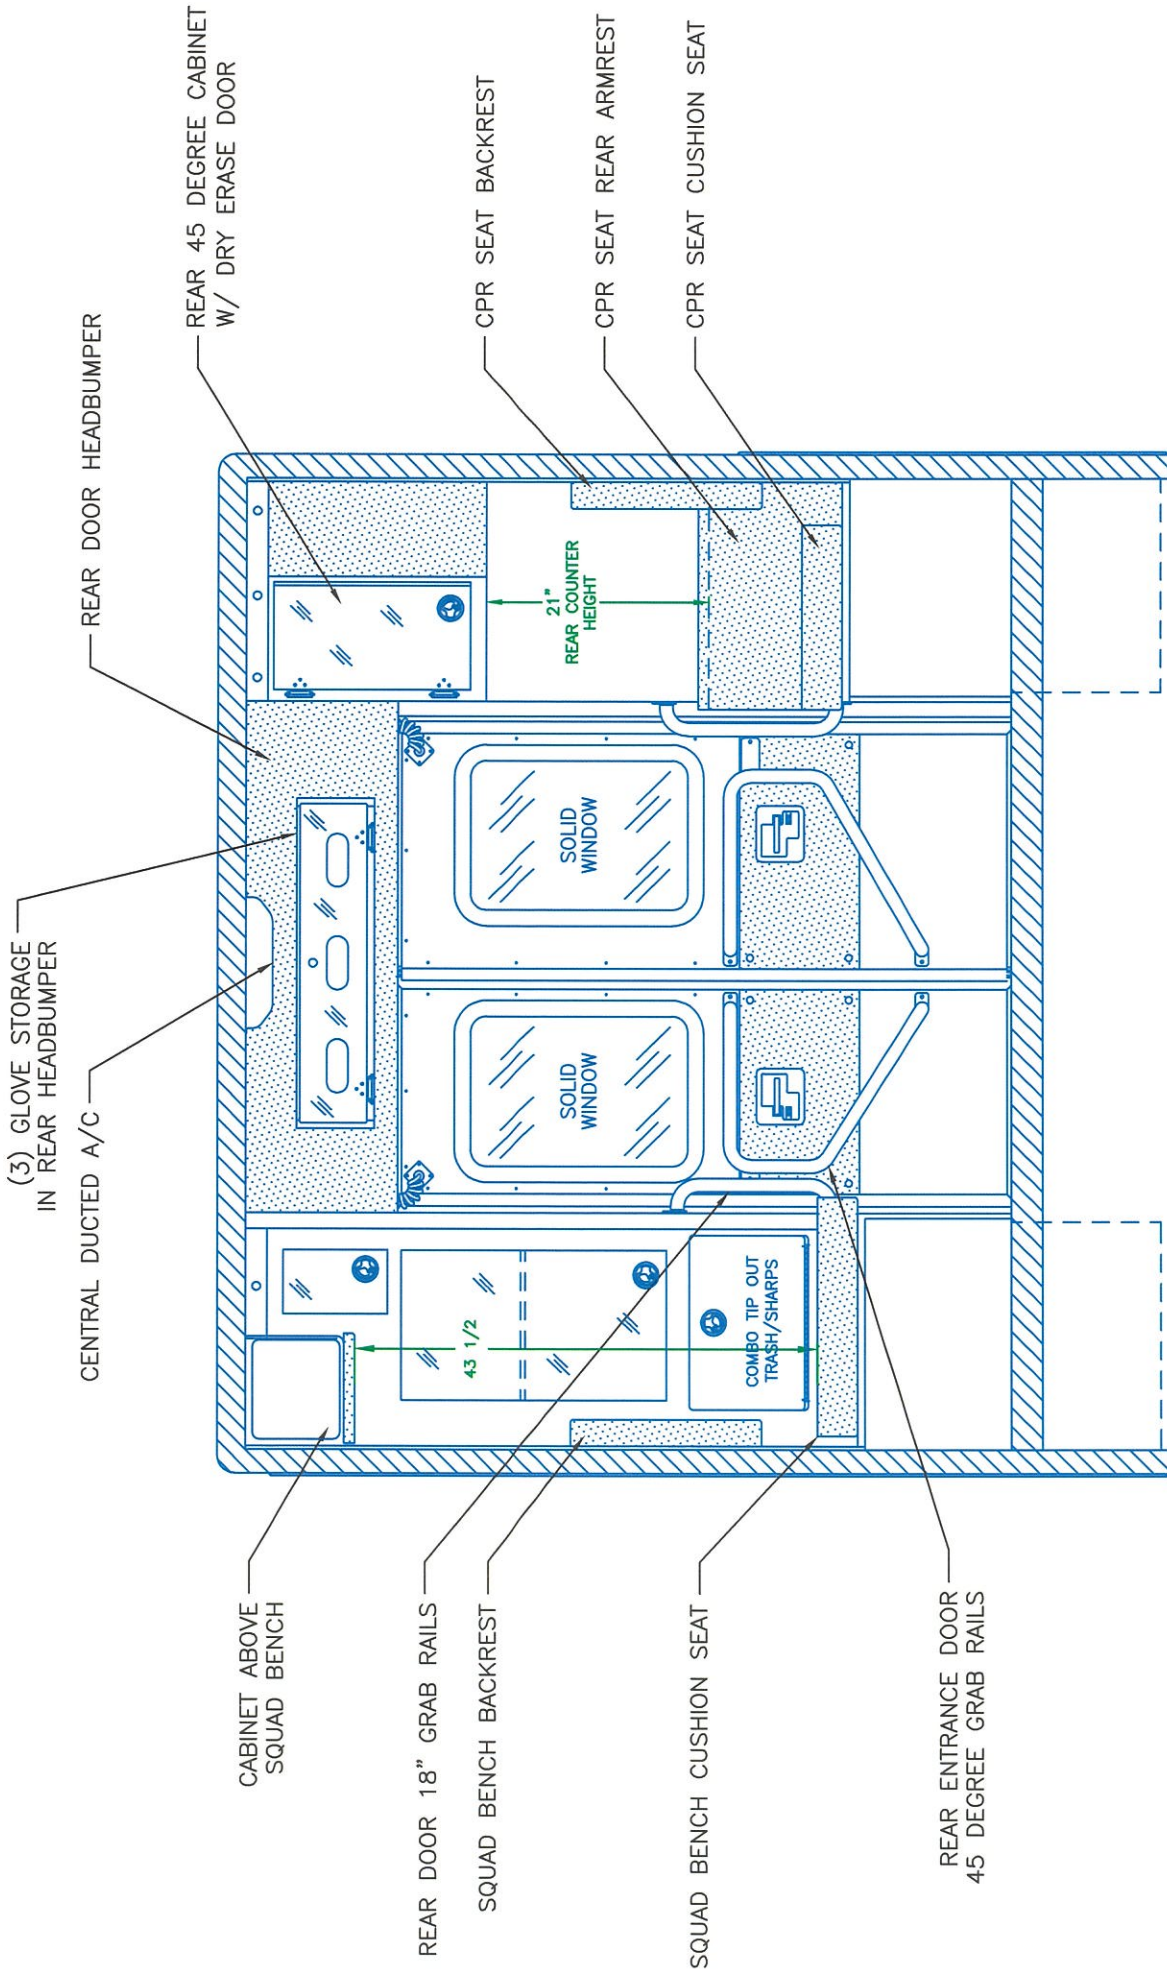 (3) GLOVE STORAGE
IN REAR HEADBUMPER
CENTRAL DUCTED A/C
REAR DOOR HEADBUMPER
REAR 45 DEGREE CABINET
W/ DRY ERASE DOOR
CABINET ABOVE
SQUAD BENCH
REAR DOOR 18" GRAB RAILS
SQUAD BENCH BACKREST
SQUAD BENCH CUSHION SEAT
REAR ENTRANCE DOOR
45 DEGREE GRAB RAILS
43 1/2
COMBO TIP OUT
TRASH/SHARPS
SOLID
WINDOW
SOLID
WINDOW
21"
REAR COUNTER
HEIGHT
CPR SEAT BACKREST
CPR SEAT REAR ARMREST
CPR SEAT CUSHION SEAT